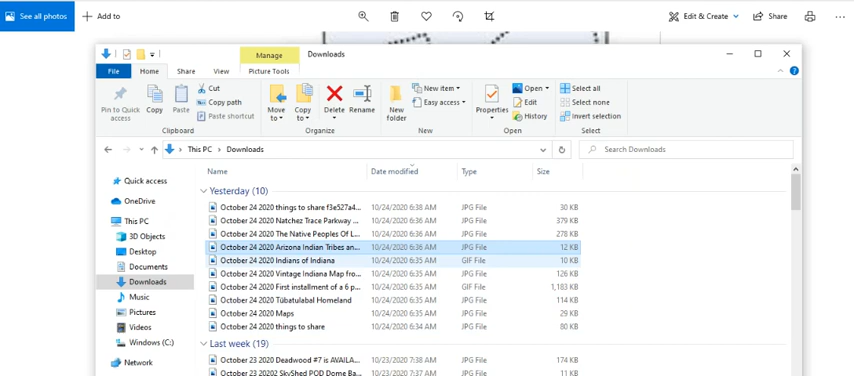 See all photos Add to Edit & Create Share
Manage Downloads
File Home Share View Picture Tools
Pin to Quick access Copy Paste Cut Copy path Paste shortcut Move to Copy to Delete Rename New folder New item Easy access Properties Open Edit History Select all Select none Invert selection
Clipboard Organize New Open Select
This PC Downloads Search Downloads
Name Date modified Type Size
Quick access
OneDrive
This PC
3D Objects
Desktop
Documents
Downloads
Music
Pictures
Videos
Windows (C:)
Network
Yesterday (10)
October 24 2020 things to share f3e527a4... 10/24/2020 6:38 AM JPG File 30 KB
October 24 2020 Natchez Trace Parkway ... 10/24/2020 6:36 AM JPG File 379 KB
October 24 2020 The Native Peoples Of L... 10/24/2020 6:36 AM JPG File 278 KB
October 24 2020 Arizona Indian Tribes an... 10/24/2020 6:36 AM JPG File 12 KB
October 24 2020 Indians of Indiana 10/24/2020 6:35 AM GIF File 10 KB
October 24 2020 Vintage Indiana Map fro... 10/24/2020 6:35 AM JPG File 126 KB
October 24 2020 First installment of a 6 p... 10/24/2020 6:35 AM GIF File 1,183 KB
October 24 2020 Tübatulabal Homeland 10/24/2020 6:35 AM JPG File 114 KB
October 24 2020 Maps 10/24/2020 6:35 AM JPG File 29 KB
October 24 2020 things to share 10/24/2020 6:34 AM JPG File 80 KB
Last week (19)
October 23 2020 Deadwood #7 is AVAILA... 10/23/2020 7:38 AM JPG File 174 KB
October 23 20202 SkyShed POD Dome Ba... 10/23/2020 7:37 AM JPG File 11 KB